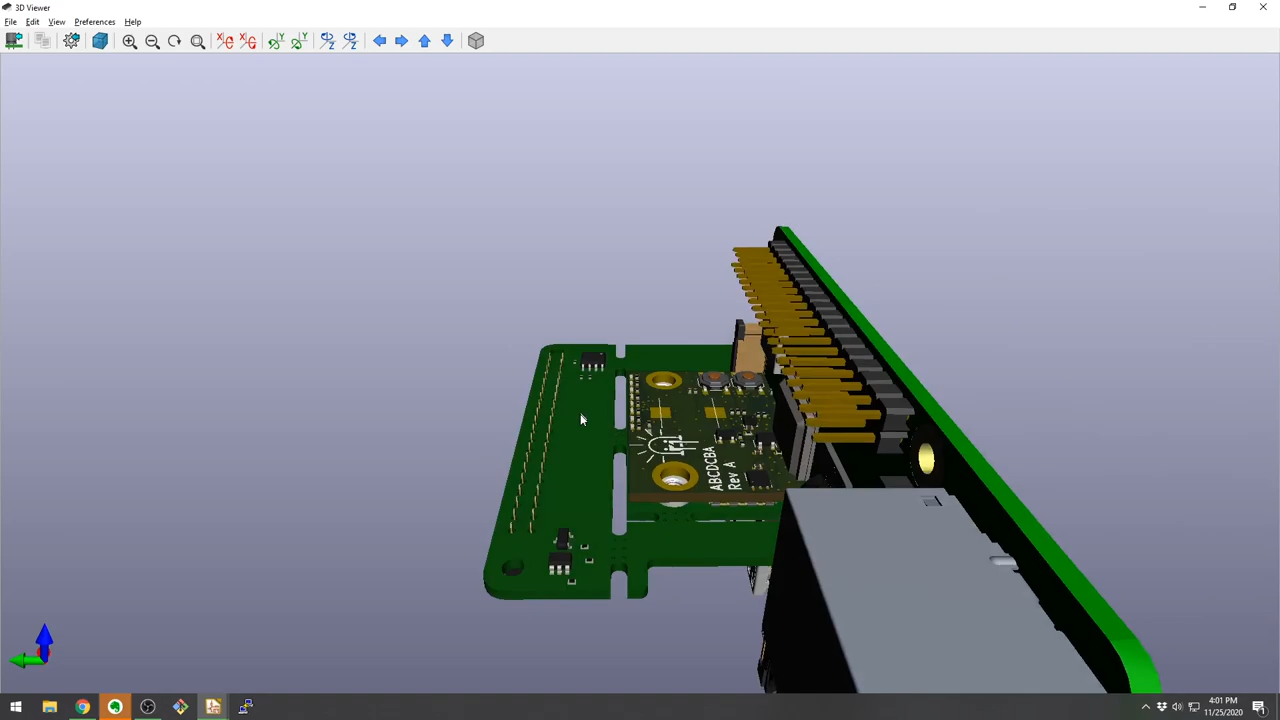 3D Viewer
File Edit View Preferences Help
ABCDCBA
Rev A
4:01 PM
11/25/2020